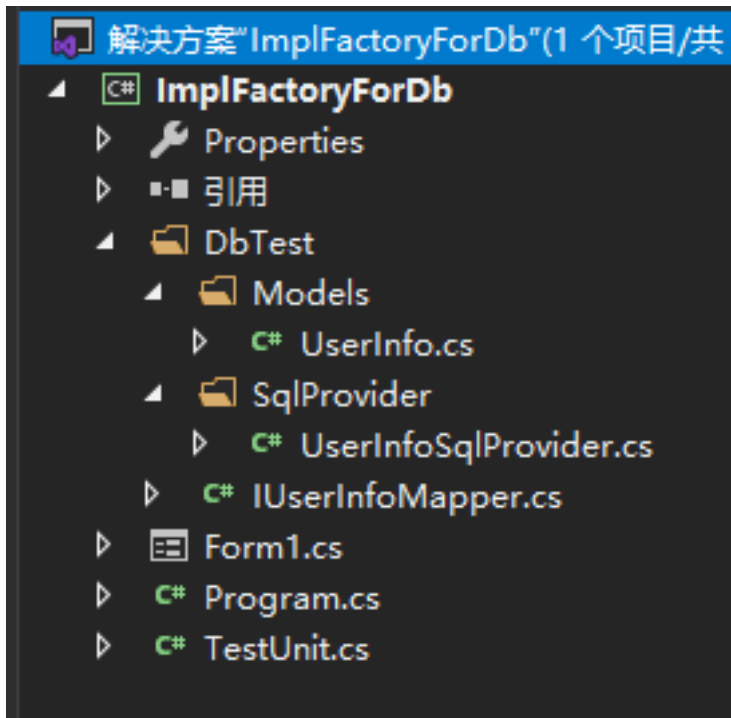 解决方案"ImplFactoryForDb"(1 个项目/共
C# ImplFactoryForDb
Properties
引用
DbTest
Models
C# UserInfo.cs
SqlProvider
C# UserInfoSqlProvider.cs
C# IUserInfoMapper.cs
Form1.cs
C# Program.cs
C# TestUnit.cs